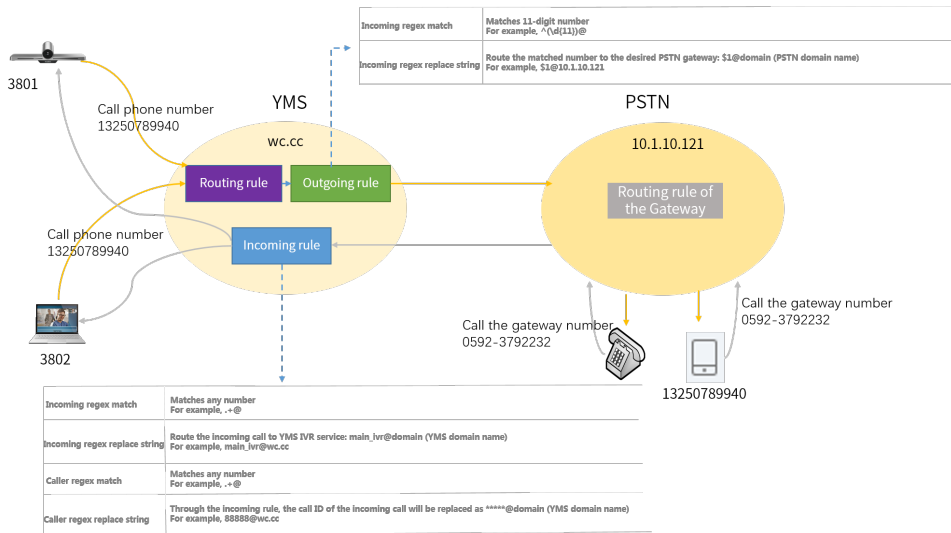 Incoming regex match
Matches 11-digit number
For example, ^(\d{11})@
Incoming regex replace string
Route the matched number to the desired PSTN gateway: $1@domain (PSTN domain name)
For example, $1@10.1.10.121
3801
Call phone number
13250789940
YMS
wc.cc
Routing rule
Outgoing rule
Incoming rule
PSTN
10.1.10.121
Routing rule of
the Gateway
Call phone number
13250789940
3802
Call the gateway number
0592-3792232
Call the gateway number
0592-3792232
13250789940
Incoming regex match
Matches any number
For example, .+@
Incoming regex replace string
Route the incoming call to YMS IVR service: main_ivr@domain (YMS domain name)
For example, main_ivr@wc.cc
Caller regex match
Matches any number
For example, .+@
Caller regex replace string
Through the incoming rule, the call ID of the incoming call will be replaced as *****@domain (YMS domain name)
For example, 88888@wc.cc